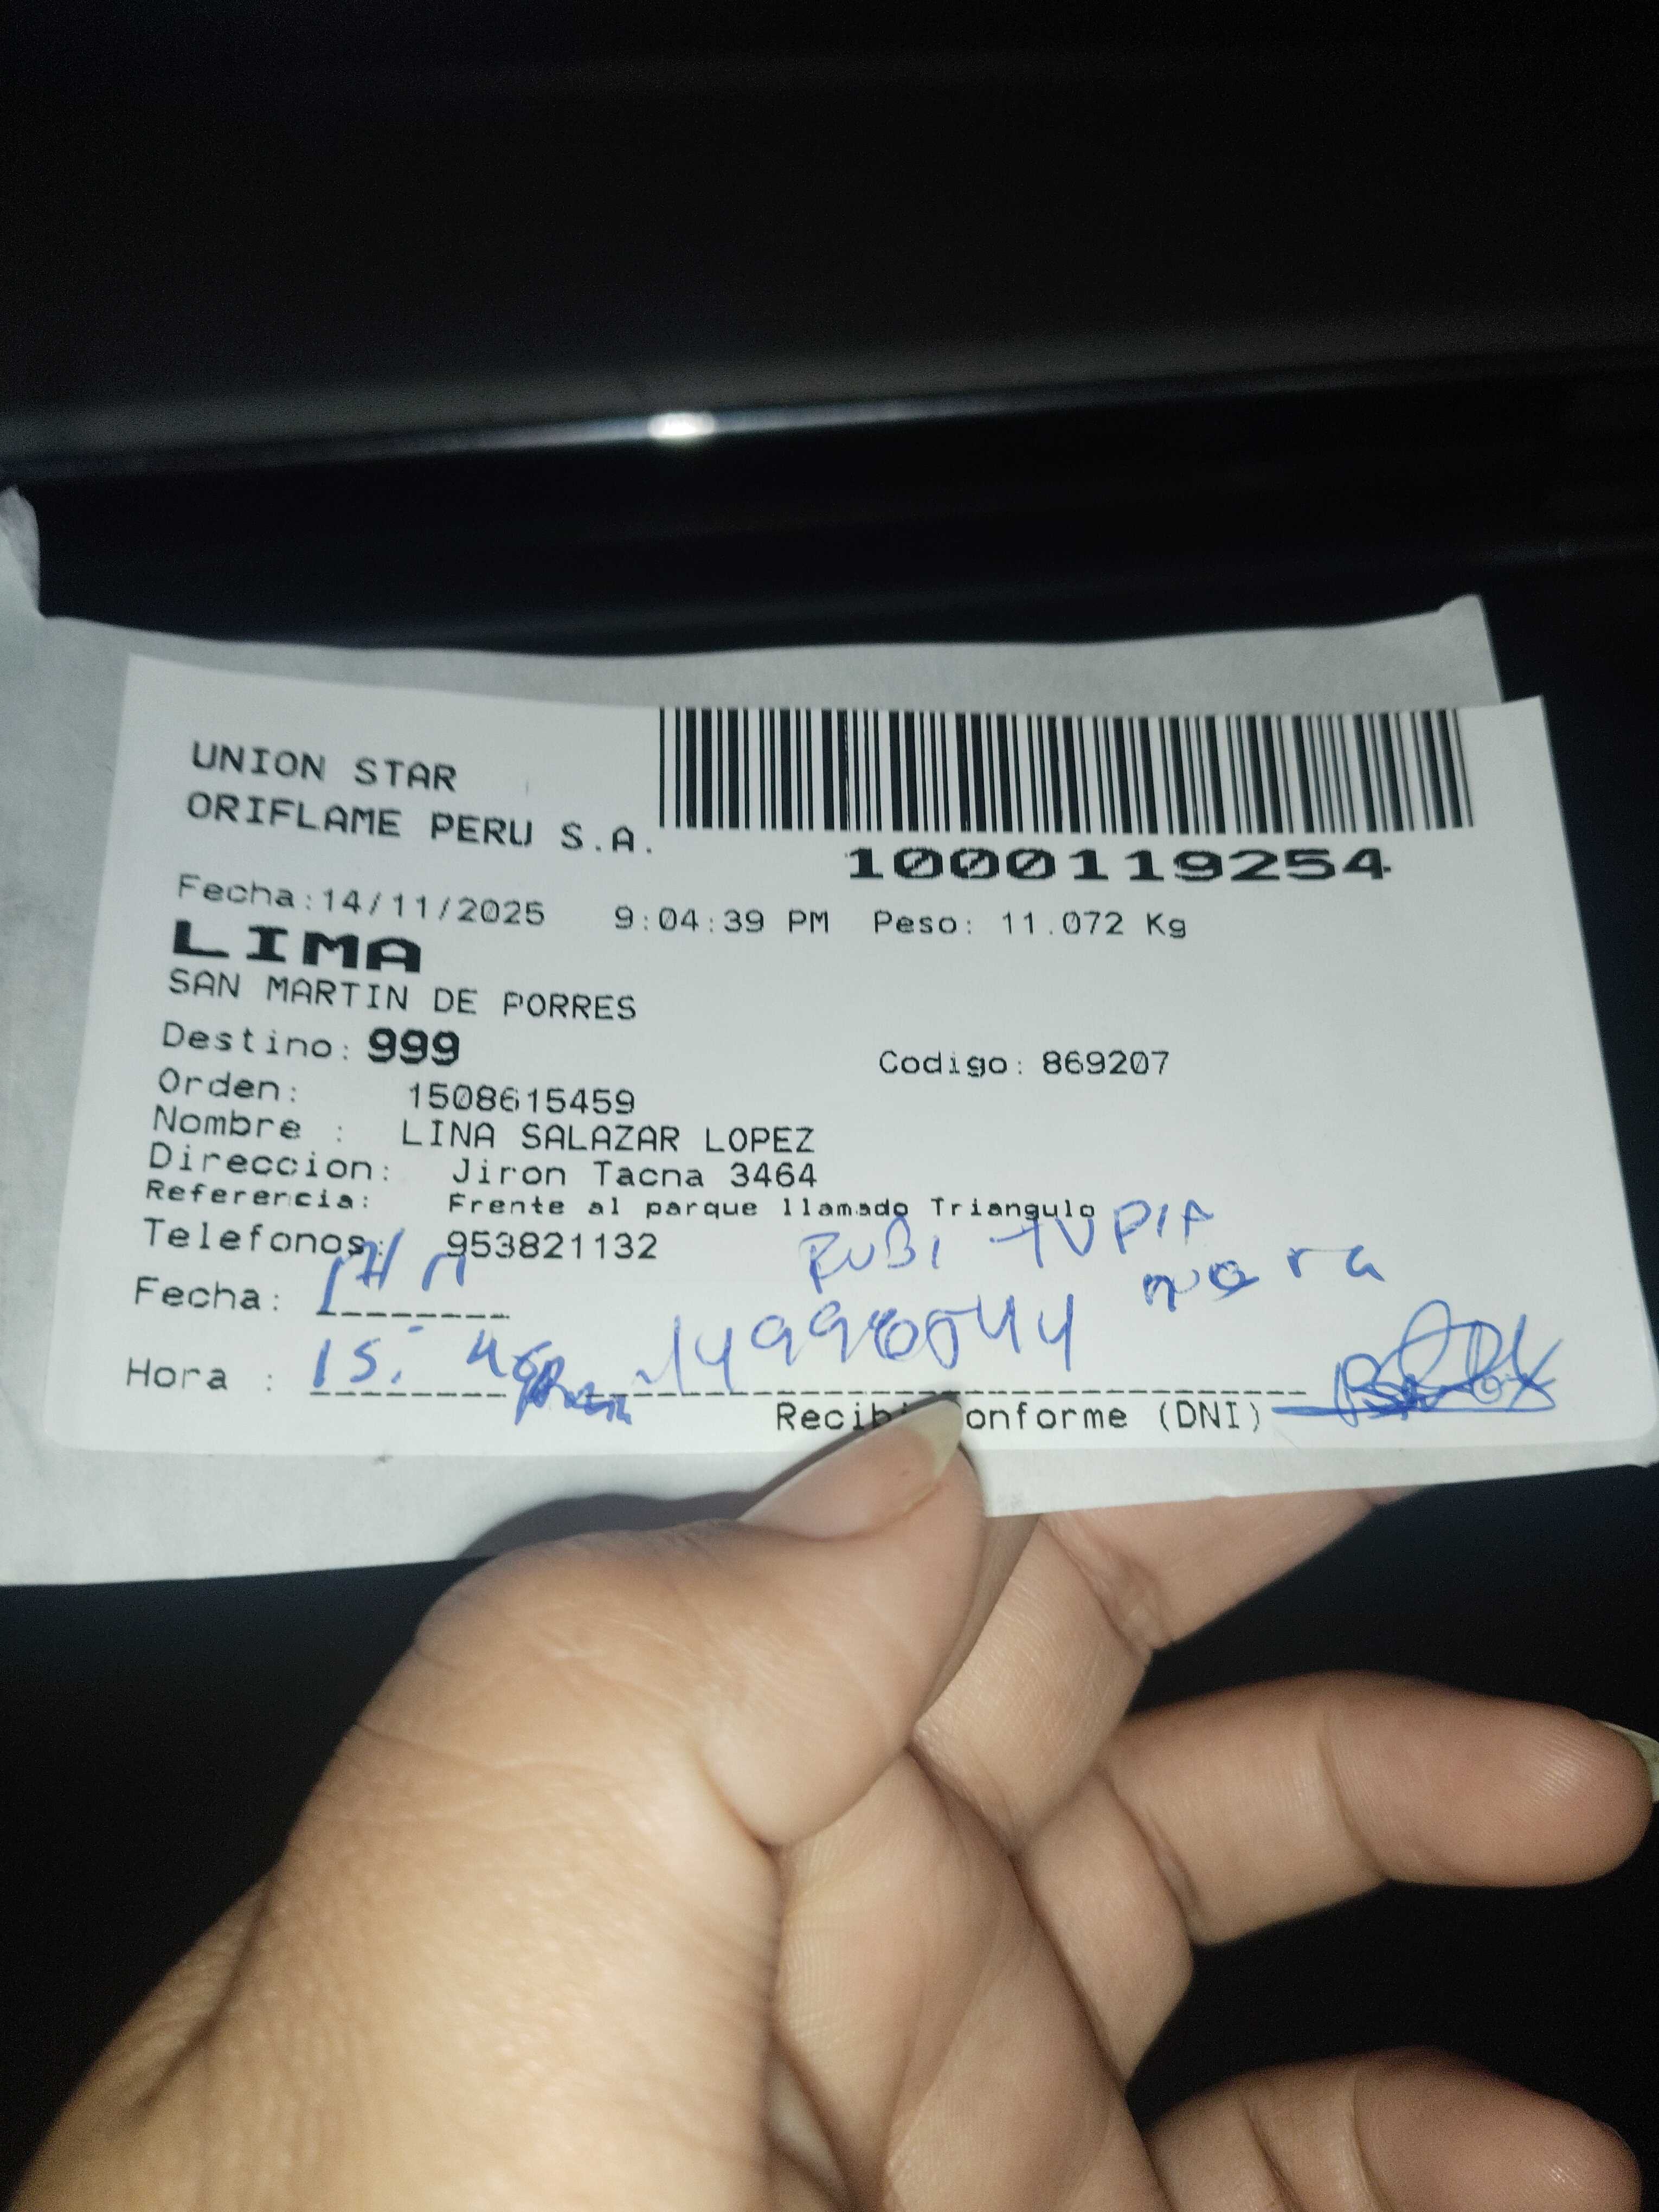 UNION STAR
ORIFLAME PERU S.A.
1000119254
Fecha:14/11/2025 9:04:39 PM Peso: 11.072 Kg
LIMA
SAN MARTIN DE PORRES
Destino: 999 Codigo: 869207
Orden: 1508615459
Nombre : LINA SALAZAR LOPEZ
Direccion: Jiron Tacna 3464
Referencia: Frente al parque llamado Triangulo
Telefonos: 953821132
RUBI TUPIA
Fecha:
Hora : 15:
Recibi conforme (DNI)